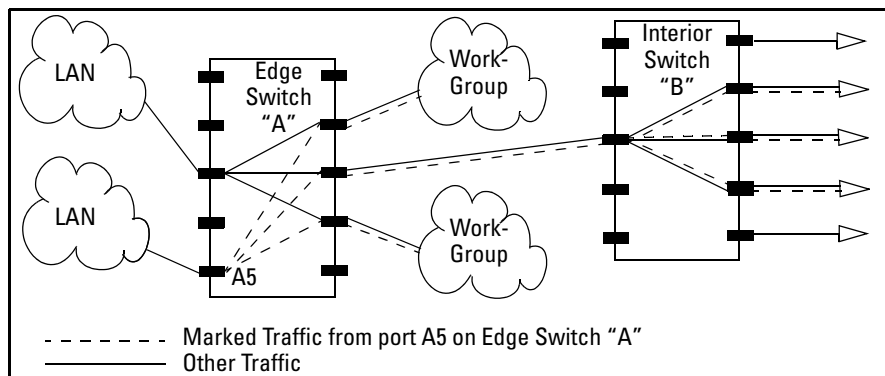 LAN
Edge
Switch
“A”
Work-
Group
Interior
Switch
“B”
LAN
A5
Work-
Group
Marked Traffic from port A5 on Edge Switch “A”
Other Traffic